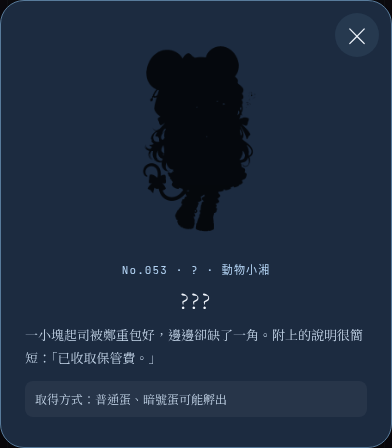 No.053 · ? · 動物小湘
???
一小塊起司被鄭重包好，邊邊卻缺了一角。附上的說明很簡
短：「已收取保管費。」
取得方式：普通蛋、暗號蛋可能孵出